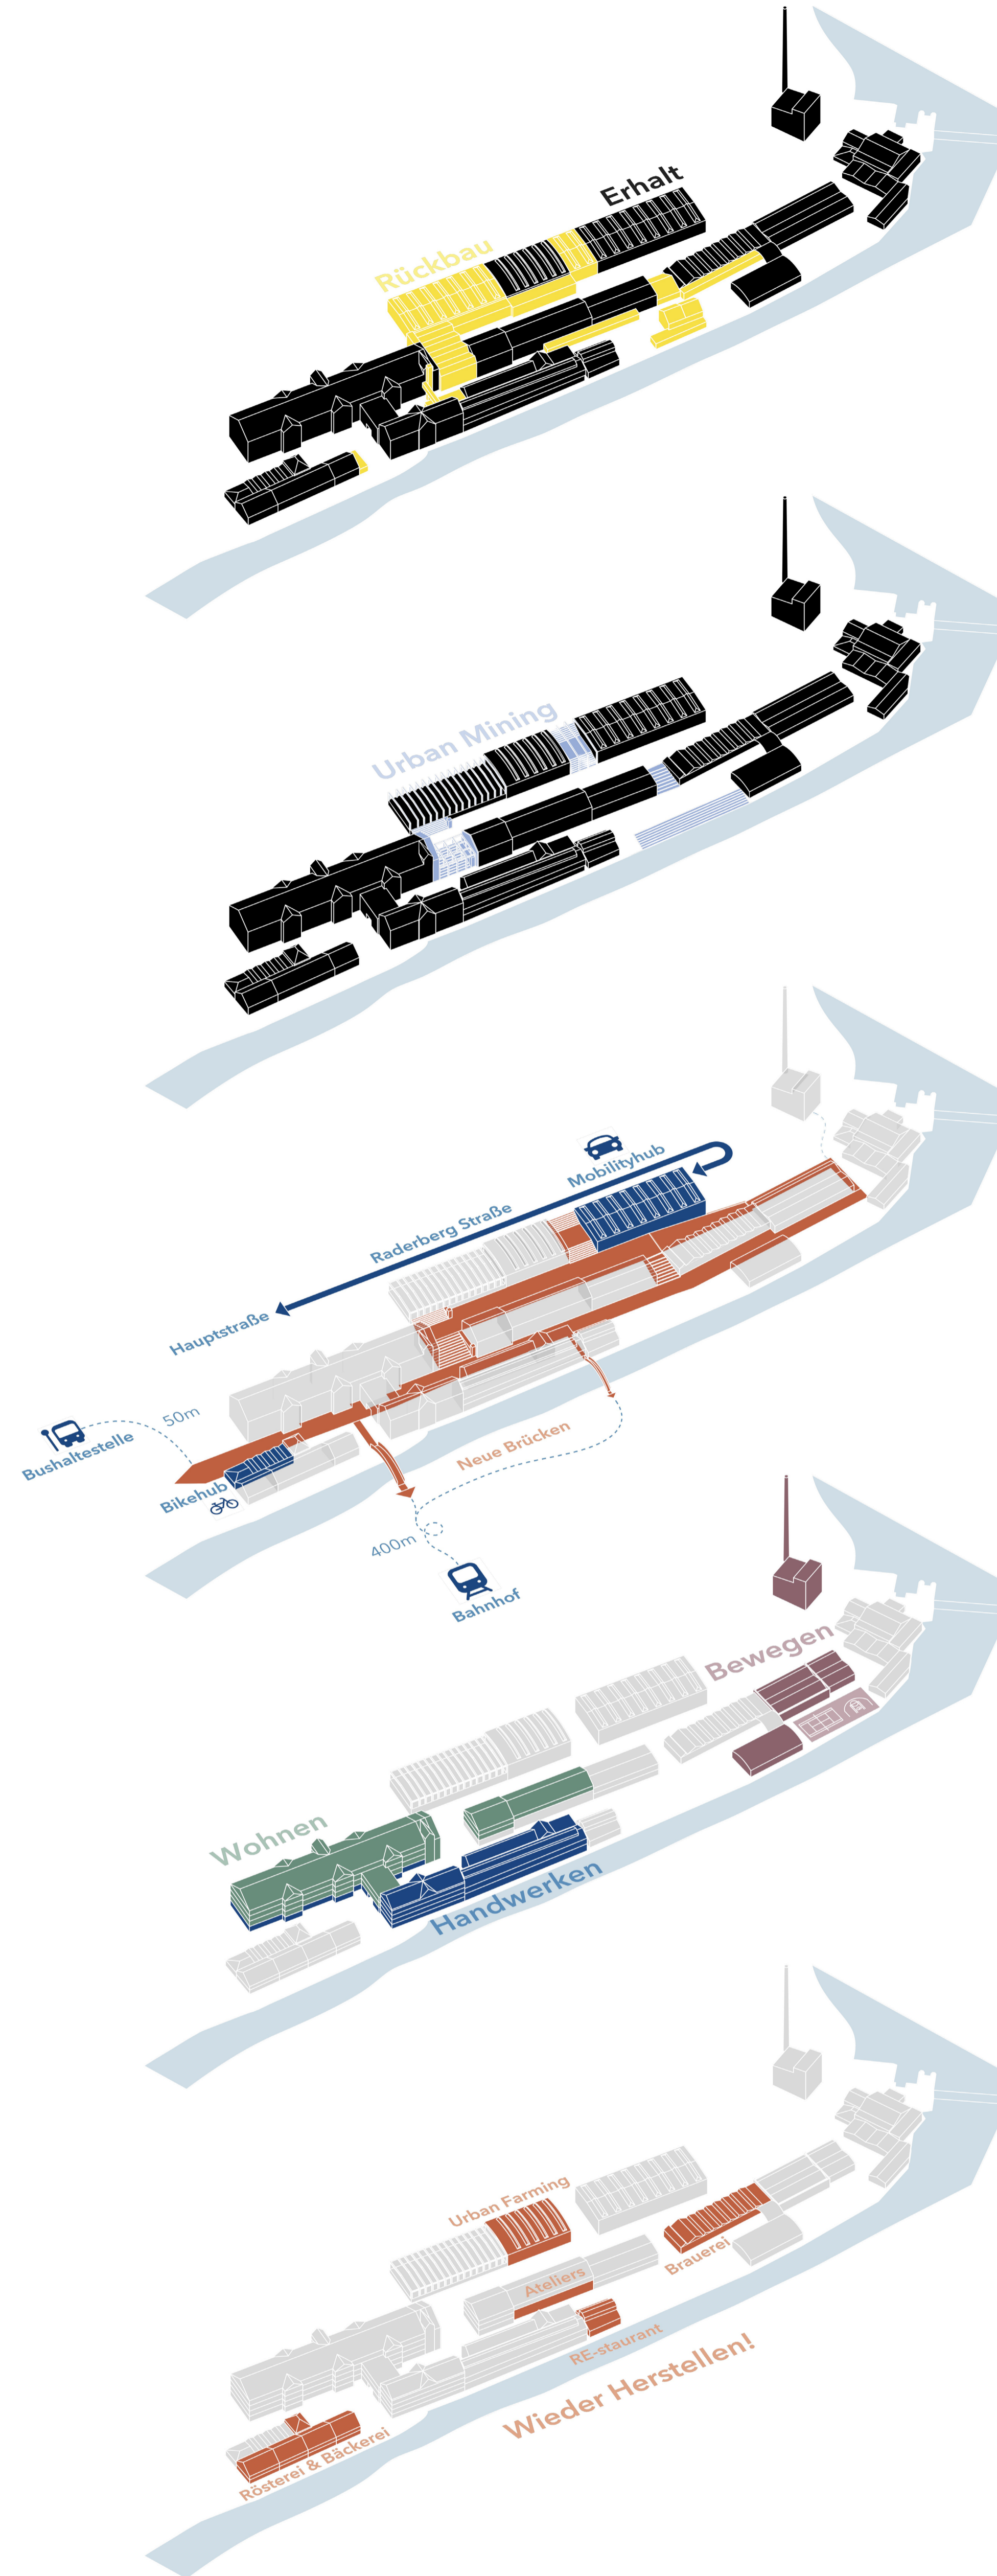 Erhalt
Rückbau
Urban Mining
Mobilityhub
Raderberg Straße
Hauptstraße
50m
Bushaltestelle
Neue Brücken
Bikehub
400m
Bahnhof
Bewegen
Wohnen
Handwerken
Urban Farming
Brauerei
Ateliers
RE-staurant
Wieder Herstellen!
Rösterei & Bäckerei